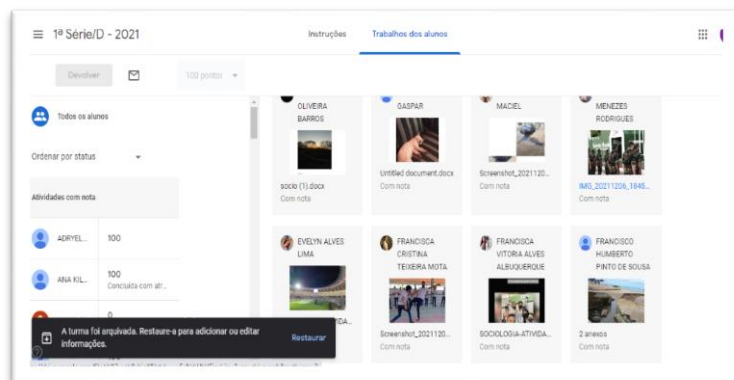 1ª Série/D - 2021
Instruções
Trabalhos dos alunos
Devolver
100 pontos
Todos os alunos
Ordenar por status
Atividades com nota
ADRYEL...
100
ANA KIL...
100
Concluída com atr...
0
A turma foi arquivada. Restaure-a para adicionar ou editar
informações.
Restaurar
OLIVEIRA
BARROS
socio (1).docx
Com nota
GASPAR
Untitled document.docx
Com nota
MACIEL
Screenshot_2021120...
Com nota
MENEZES
RODRIGUES
IMG_20211206_1845...
Com nota
EVELYN ALVES
LIMA
Com nota
FRANCISCA
CRISTINA
TEIXEIRA MOTA
Screenshot_2021120...
Com nota
FRANCISCA
VITORIA ALVES
ALBUQUERQUE
SOCIOLOGIA-ATIVIDA...
Com nota
FRANCISCO
HUMBERTO
PINTO DE SOUSA
2 anexos
Com nota